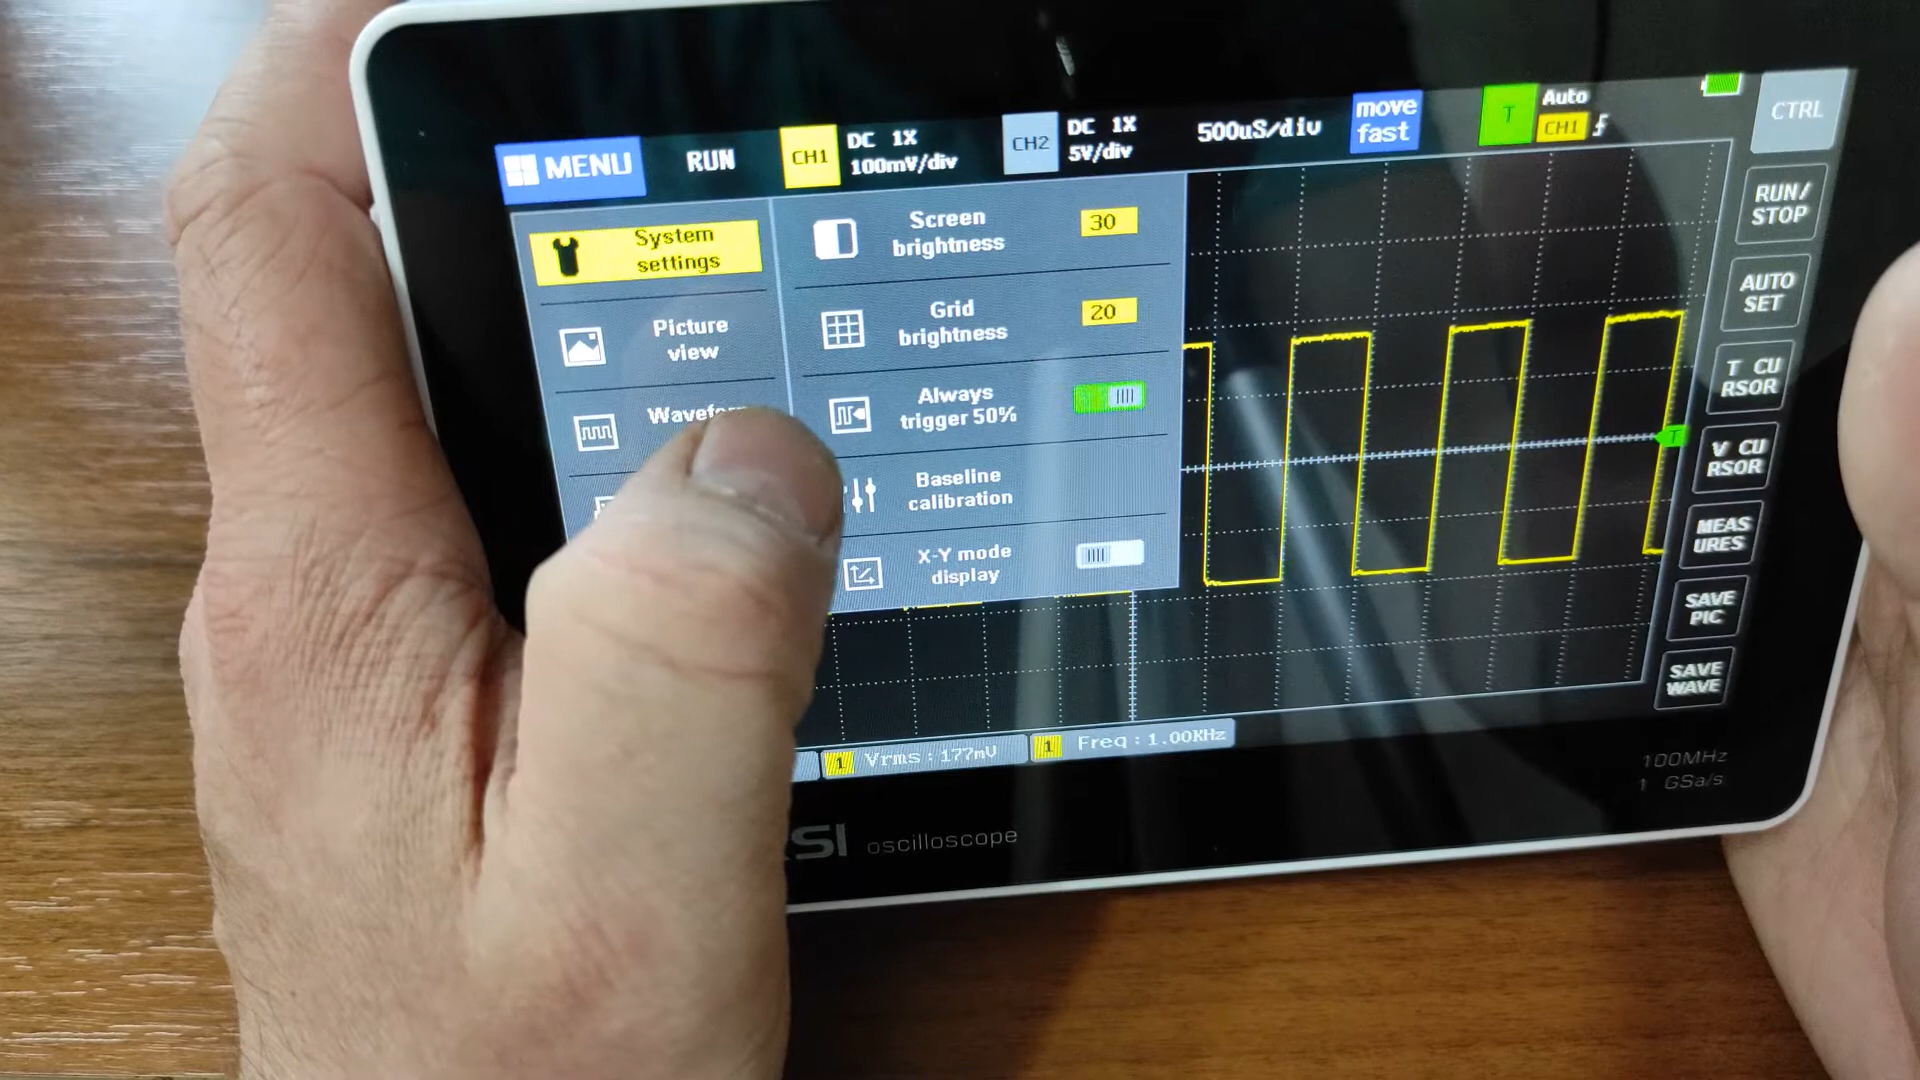 MENU
RUN
CH1
DC 1X
100mV/div
CH2
DC 1X
5V/div
500uS/div
move
fast
T
Auto
CH1
CTRL
System
settings
Picture
view
Screen
brightness
30
Grid
brightness
20
Always
trigger 50%
Baseline
calibration
X-Y mode
display
T
RUN/
STOP
AUTO
SET
T CU
RSOR
V CU
RSOR
MEAS
URES
SAVE
PIC
SAVE
WAVE
1 Vrms:177mV
1 Freq:1.00KHz
100MHz
1 GSa/s
SI oscilloscope